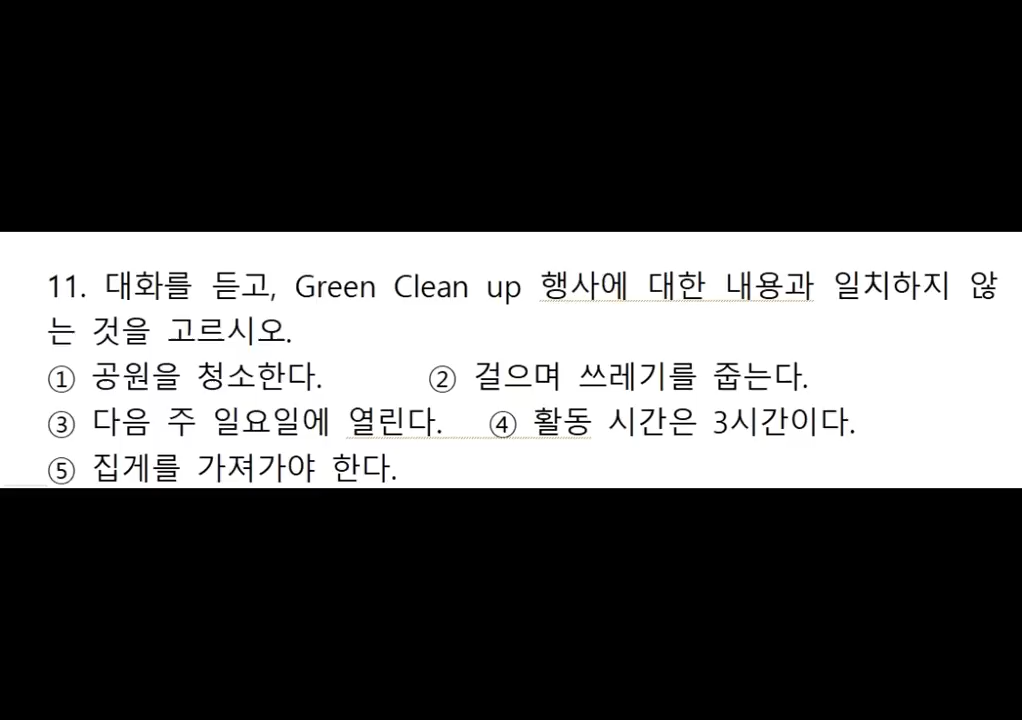 11. 대화를 듣고, Green Clean up 행사에 대한 내용과 일치하지 않
는 것을 고르시오.
① 공원을 청소한다. ② 걸으며 쓰레기를 줍는다.
③ 다음 주 일요일에 열린다. ④ 활동 시간은 3시간이다.
⑤ 집게를 가져가야 한다.